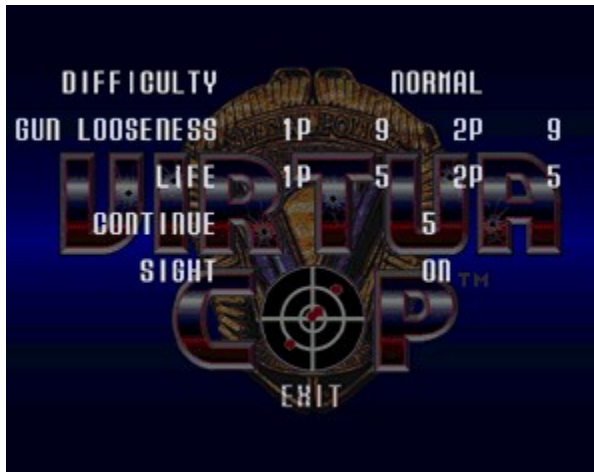 DIFFICULTY NORMAL
GUN LOOSENESS 1P 9 2P 9
LIFE 1P 5 2P 5
VIRTUA
CONTINUE 5
SIGHT ON
COP™
EXIT